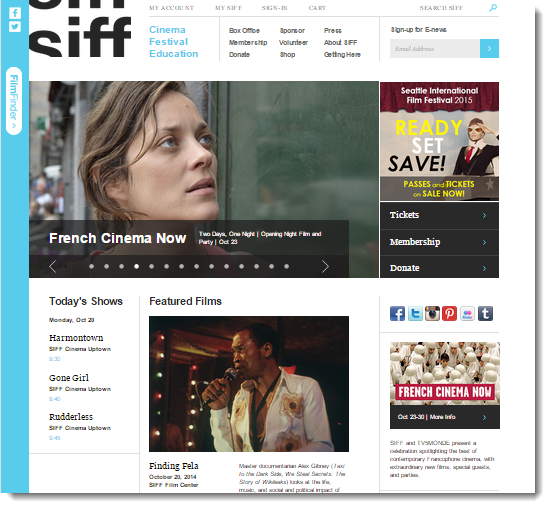 siff
siff
MY ACCOUNT MY SIFF SIGN-IN CART SEARCH SIFF
Cinema
Festival
Education
Box Office Sponsor Press
Membership Volunteer About SIFF
Donate Shop Getting Here
Sign-up for E-news
Email Address
FilmFinder >
French Cinema Now
Two Days, One Night | Opening Night Film and
Party | Oct 23
Seattle International
Film Festival 2015
READY
SET
SAVE!
PASSES and TICKETS
on SALE NOW!
Tickets
Membership
Donate
Today's Shows
Monday, Oct 20
Harmontown
SIFF Cinema Uptown
Gone Girl
SIFF Cinema Uptown
Rudderless
SIFF Cinema Uptown
Featured Films
Finding Fela
October 20, 2014
SIFF Film Center
Master documentarian Alex Gibney (Taxi
to the Dark Side, We Steal Secrets: The
Story of Wikileaks) looks at the life,
music, and social and political impact of
FRENCH CINEMA NOW
Oct 23-30 | More Info
SIFF and TV5MONDE present a
celebration spotlighting the best of
contemporary Francophone cinema, with
extraordinary new films, special guests,
and parties.